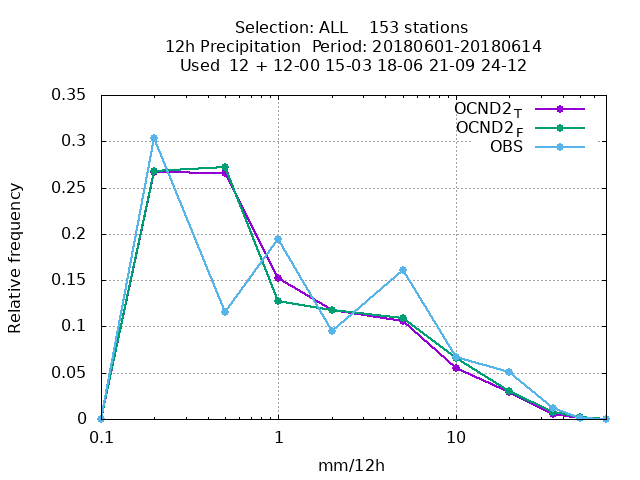 Selection: ALL    153 stations
12h Precipitation  Period: 20180601-20180614
Used  12 + 12-00 15-03 18-06 21-09 24-12
0.35
0.3
0.25
0.2
0.15
0.1
0.05
0
Relative frequency
OCND2_T
OCND2_F
OBS
0.1
1
10
mm/12h